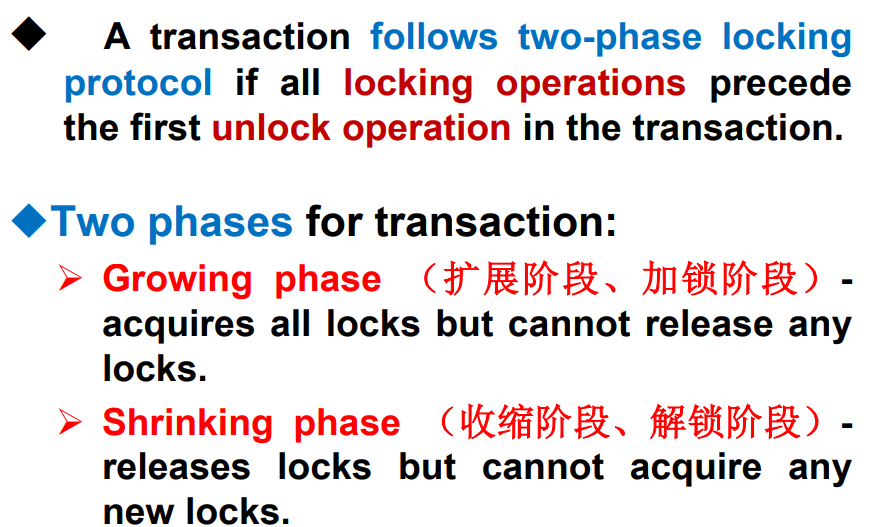 A transaction follows two-phase locking
protocol if all locking operations precede
the first unlock operation in the transaction.
Two phases for transaction:
Growing phase （扩展阶段、加锁阶段）-
acquires all locks but cannot release any
locks.
Shrinking phase （收缩阶段、解锁阶段）-
releases locks but cannot acquire any
new locks.